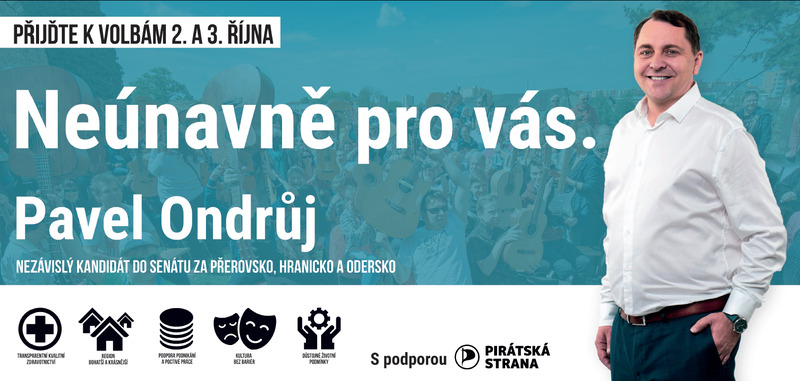 PŘIJĎTE K VOLBÁM 2. A 3. ŘÍJNA
Neúnavně pro vás.
Pavel Ondrůj
NEZÁVISLÝ KANDIDÁT DO SENÁTU ZA PŘEROVSKO, HRANICKO A ODERSKO
TRANSPARENTNÍ KVALITNÍ
ZDRAVOTNICTVÍ
REGION
BOHATŠÍ A KRÁSNĚJŠÍ
PODPORA PODNIKÁNÍ
A POCTIVÉ PRÁCE
KULTURA
BEZ BARIÉR
DŮSTOJNÉ ŽIVOTNÍ
PODMÍNKY
S podporou
PIRÁTSKÁ
STRANA